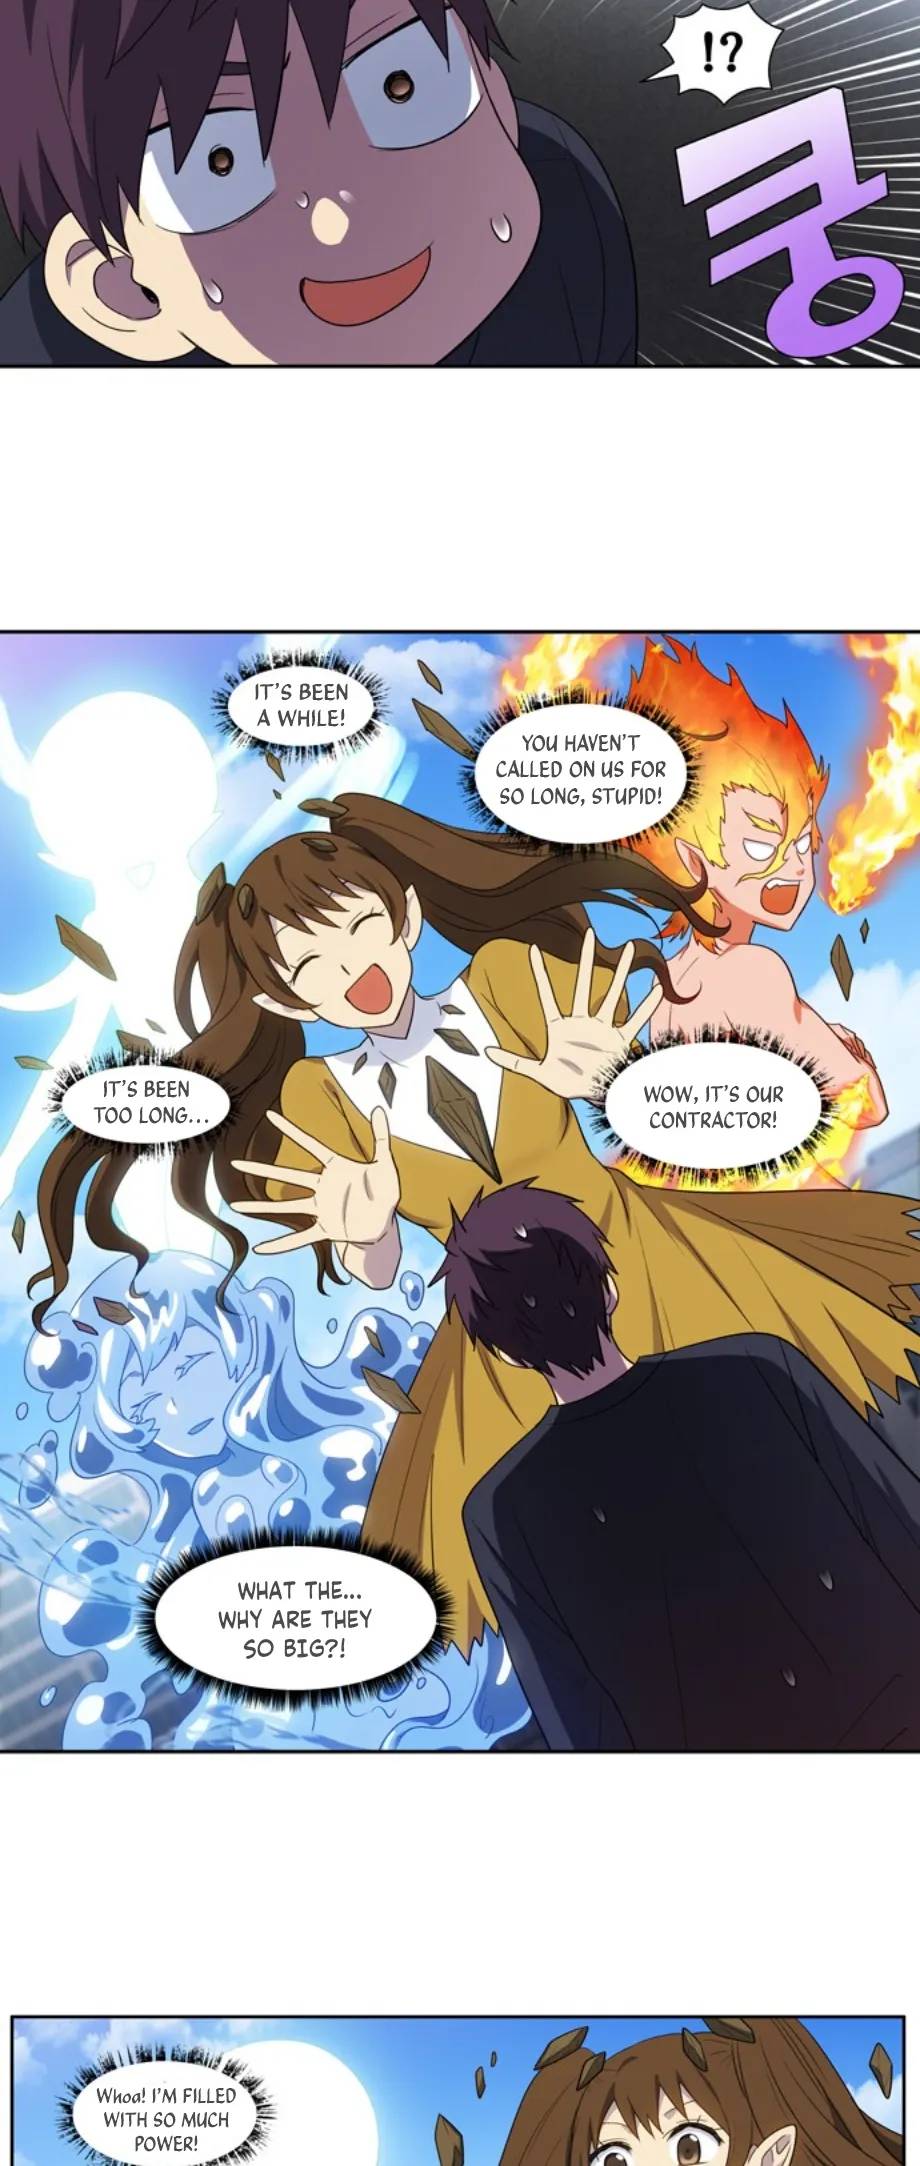 !?
쿵
IT'S BEEN
A WHILE!
YOU HAVEN'T
CALLED ON US FOR
SO LONG, STUPID!
IT'S BEEN
TOO LONG...
WOW, IT'S OUR
CONTRACTOR!
WHAT THE...
WHY ARE THEY
SO BIG?!
Whoa! I'M FILLED
WITH SO MUCH
POWER!